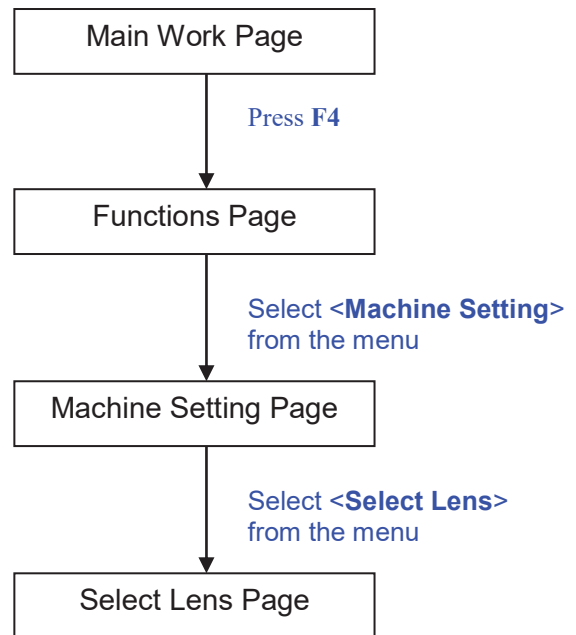 Main Work Page
Press F4
Functions Page
Select <Machine Setting>
from the menu
Machine Setting Page
Select <Select Lens>
from the menu
Select Lens Page